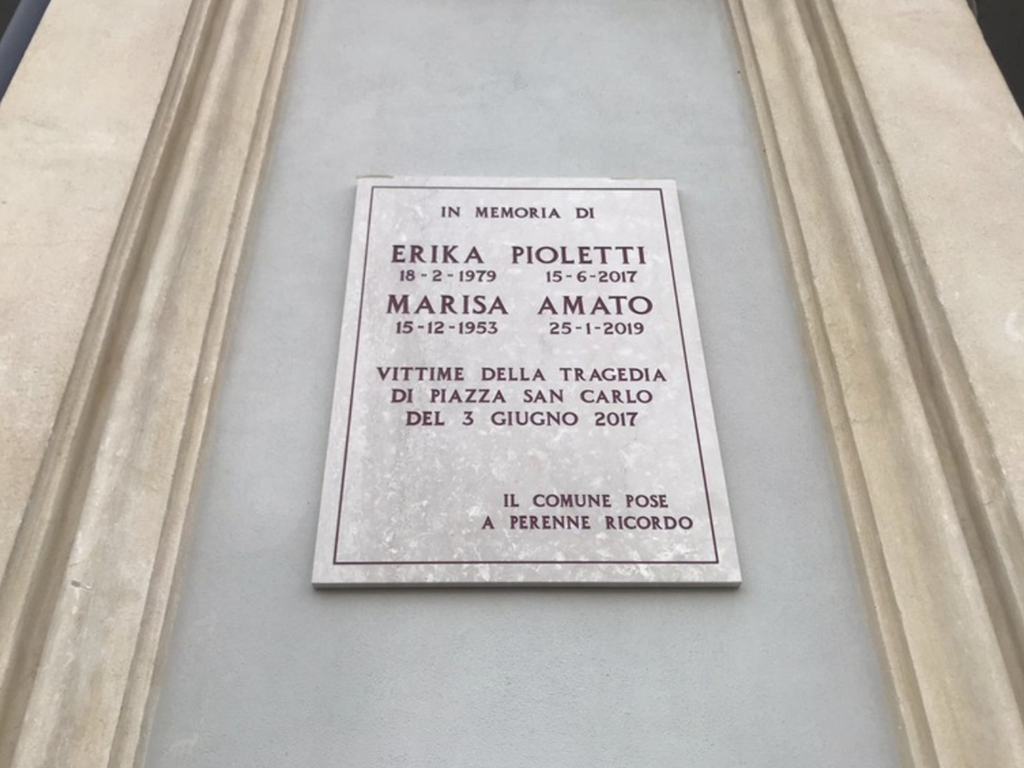 IN MEMORIA DI
ERIKA PIOLETTI
18-2-1979 15-6-2017
MARISA AMATO
15-12-1953 25-1-2019
VITTIME DELLA TRAGEDIA
DI PIAZZA SAN CARLO
DEL 3 GIUGNO 2017
IL COMUNE POSE
A PERENNE RICORDO